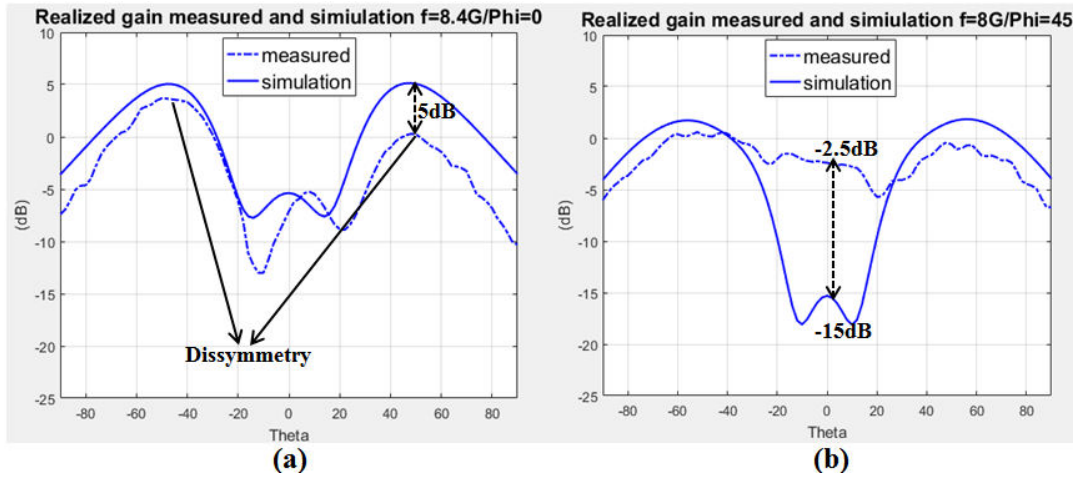 Realized gain measured and simiulation f=8.4G/Phi=0
10
5
0
-5
-10
-15
-20
-25
(dB)
measured
simulation
5dB
Dissymmetry
-80
-60
-40
-20
0
20
40
60
80
Theta
(a)
Realized gain measured and simiulation f=8G/Phi=45
10
5
0
-5
-10
-15
-20
-25
(dB)
measured
simulation
-2.5dB
-15dB
-80
-60
-40
-20
0
20
40
60
80
Theta
(b)